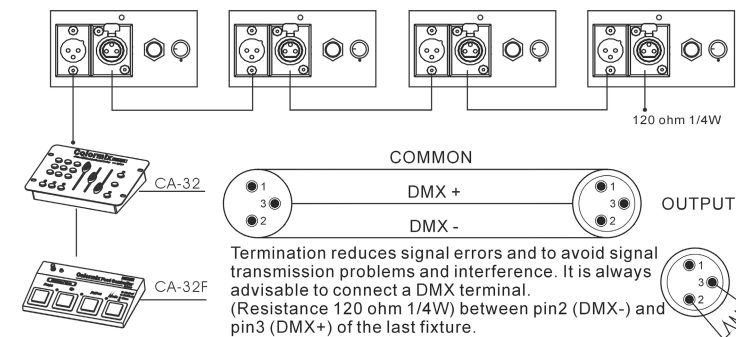 120 ohm 1/4W
Colormix
CA-32
COMMON
1
DMX +
3
2
DMX -
1
3
2
OUTPUT
CA-32F
1
3
2
Termination reduces signal errors and to avoid signal
transmission problems and interference. It is always
advisable to connect a DMX terminal.
(Resistance 120 ohm 1/4W) between pin2 (DMX-) and
pin3 (DMX+) of the last fixture.